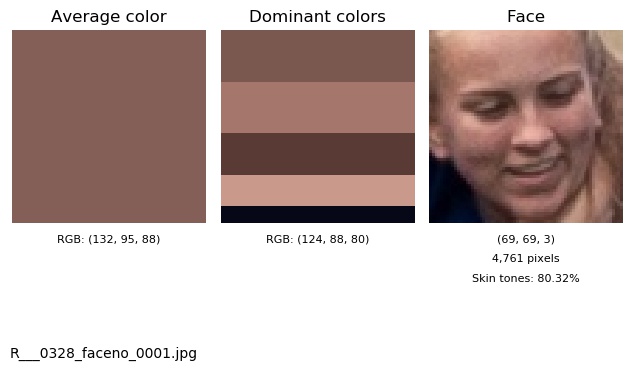 Average color
Dominant colors
Face
RGB: (132, 95, 88)
RGB: (124, 88, 80)
(69, 69, 3)
4,761 pixels
Skin tones: 80.32%
R___0328_faceno_0001.jpg